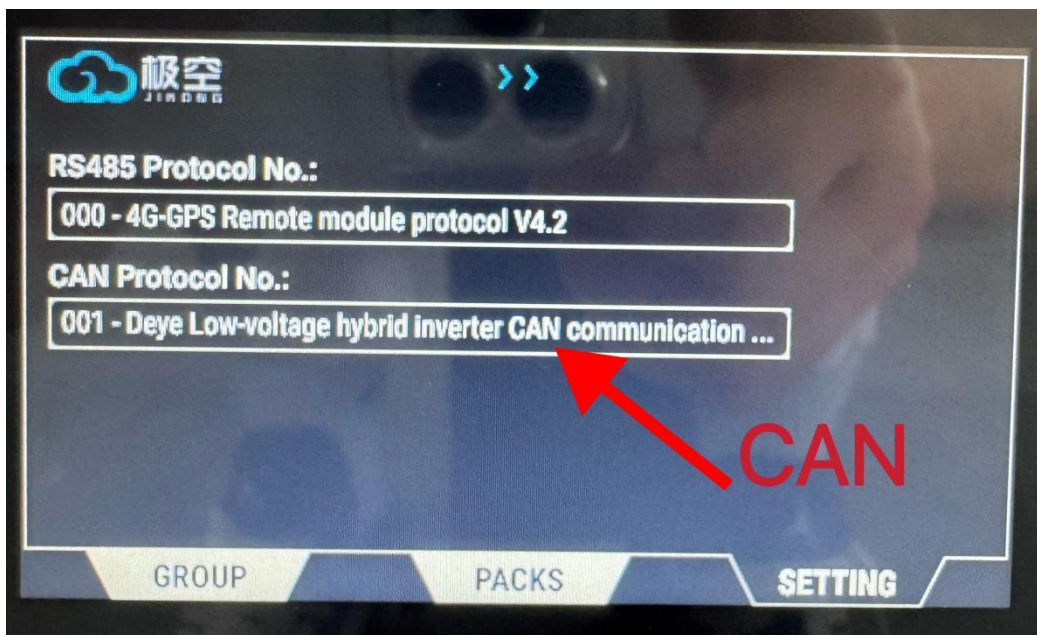 极空
JIKONG
>>
RS485 Protocol No.:
000 - 4G-GPS Remote module protocol V4.2
CAN Protocol No.:
001 - Deye Low-voltage hybrid inverter CAN communication ...
CAN
GROUP
PACKS
SETTING